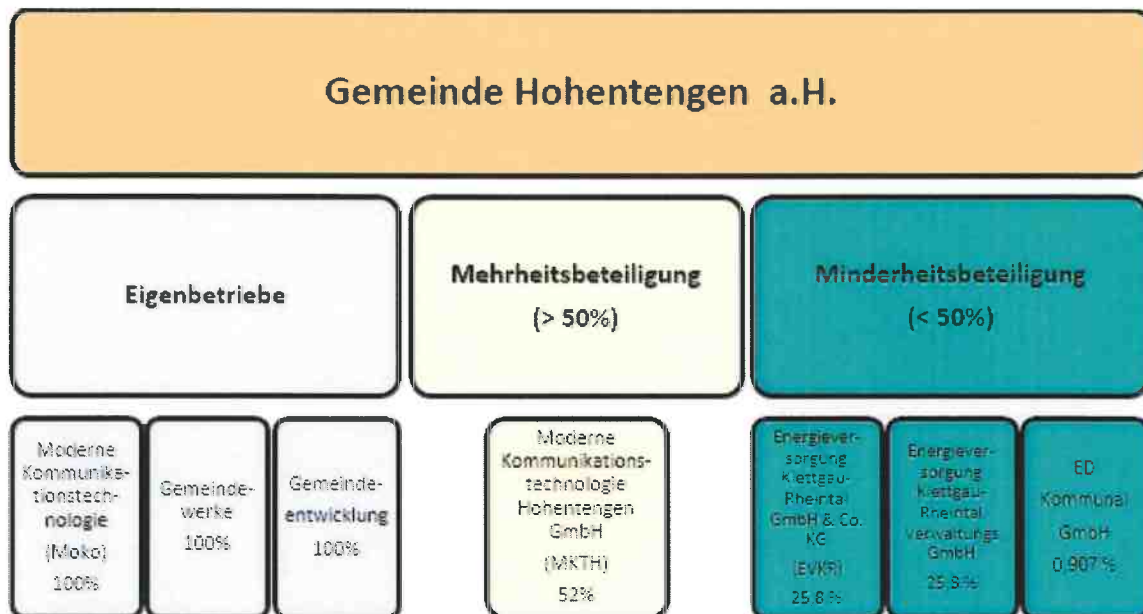 Gemeinde Hohentengen a.H.
Eigenbetriebe
Mehrheitsbeteiligung
(> 50%)
Minderheitsbeteiligung
(< 50%)
Moderne
Kommunika-
tionstech-
nologie
(Moko)
100%
Gemeinde-
werke
100%
Gemeinde-
entwicklung
100%
Moderne
Kommunikations-
technologie
Hohentengen
GmbH
(MKTH)
52%
Energiever-
sorgung
Klettgau-
Rheintal
GmbH & Co.
KG
(EVKR)
25,8 %
Energiever-
sorgung
Klettgau-
Rheintal
Verwaltungs
GmbH
25,8 %
ED
Kommunal
GmbH
0,907 %